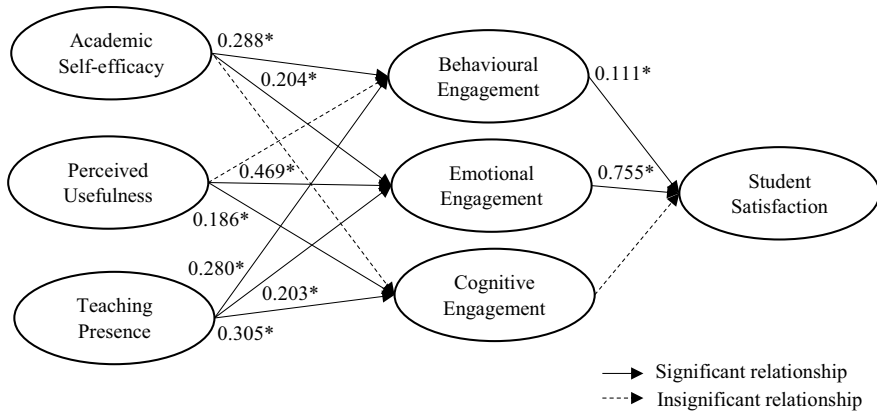 Academic
Self-efficacy
0.288*
0.204*
Behavioural
Engagement
0.111*
Perceived
Usefulness
0.469*
0.186*
Emotional
Engagement
0.755*
Student
Satisfaction
Teaching
Presence
0.280*
0.203*
0.305*
Cognitive
Engagement
Significant relationship
Insignificant relationship